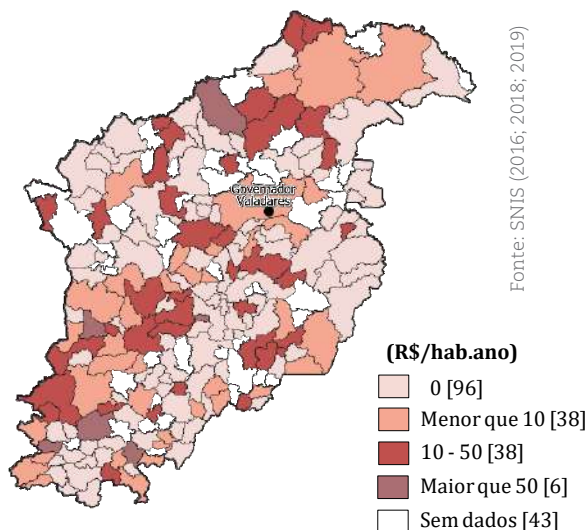 Fonte: SNIS (2016; 2018; 2019)
Governador
Valadares
(R$/hab.ano)
0 [96]
Menor que 10 [38]
10 - 50 [38]
Maior que 50 [6]
Sem dados [43]